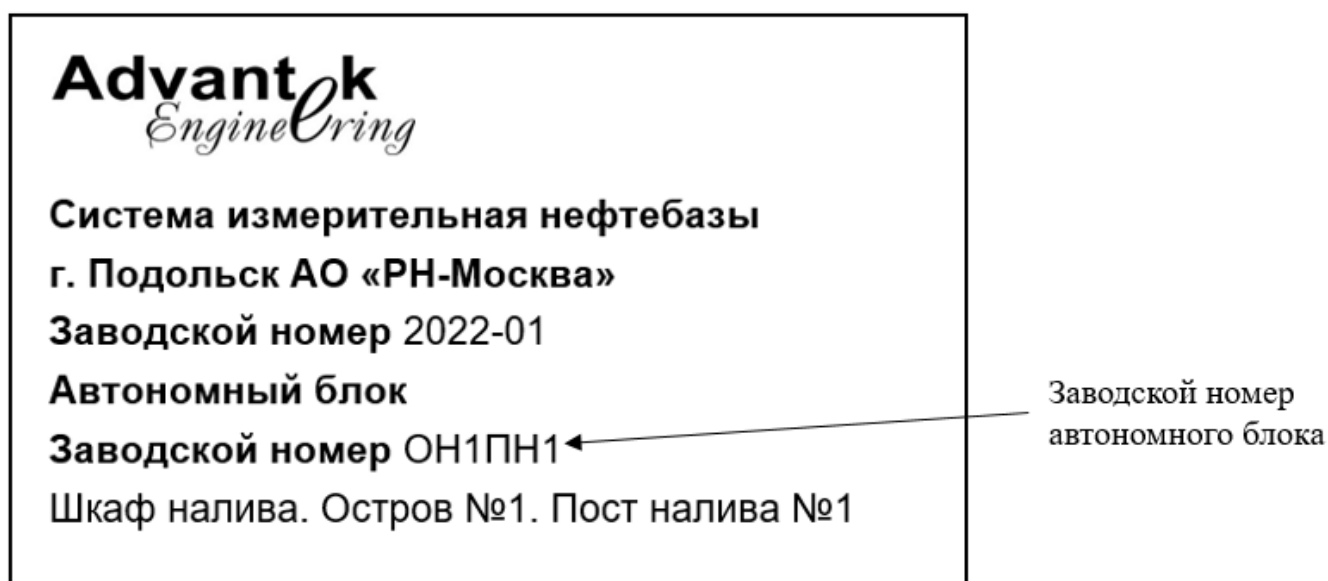 Advantek
Engineering
Система измерительная нефтебазы
г. Подольск АО «РН-Москва»
Заводской номер 2022-01
Автономный блок
Заводской номер ОН1ПН1
Шкаф налива. Остров №1. Пост налива №1
Заводской номер
автономного блока